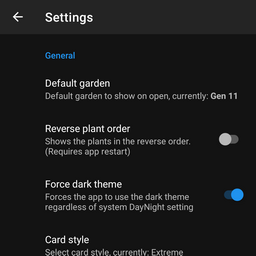 Settings
General
Default garden
Default garden to show on open, currently: Gen 11
Reverse plant order
Shows the plants in the reverse order.
(Requires app restart)
Force dark theme
Forces the app to use the dark theme
regardless of system DayNight setting
Card style
Select card style, currently: Extreme